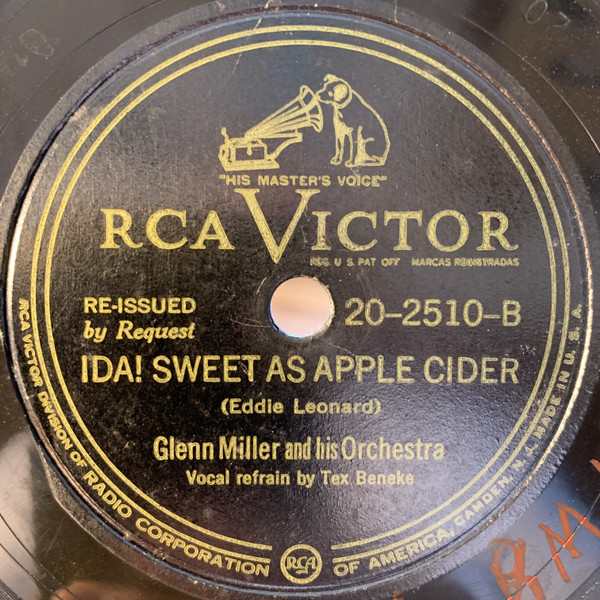 "HIS MASTER'S VOICE"
RCA VICTOR
REG. U.S. PAT. OFF. MARCAS REGISTRADAS
RE-ISSUED
by Request
20-2510-B
IDA! SWEET AS APPLE CIDER
(Eddie Leonard)
Glenn Miller and his Orchestra
Vocal refrain by Tex Beneke
RCA VICTOR DIVISION OF RADIO CORPORATION OF AMERICA, CAMDEN, N. J. MADE IN U. S. A.
RCA